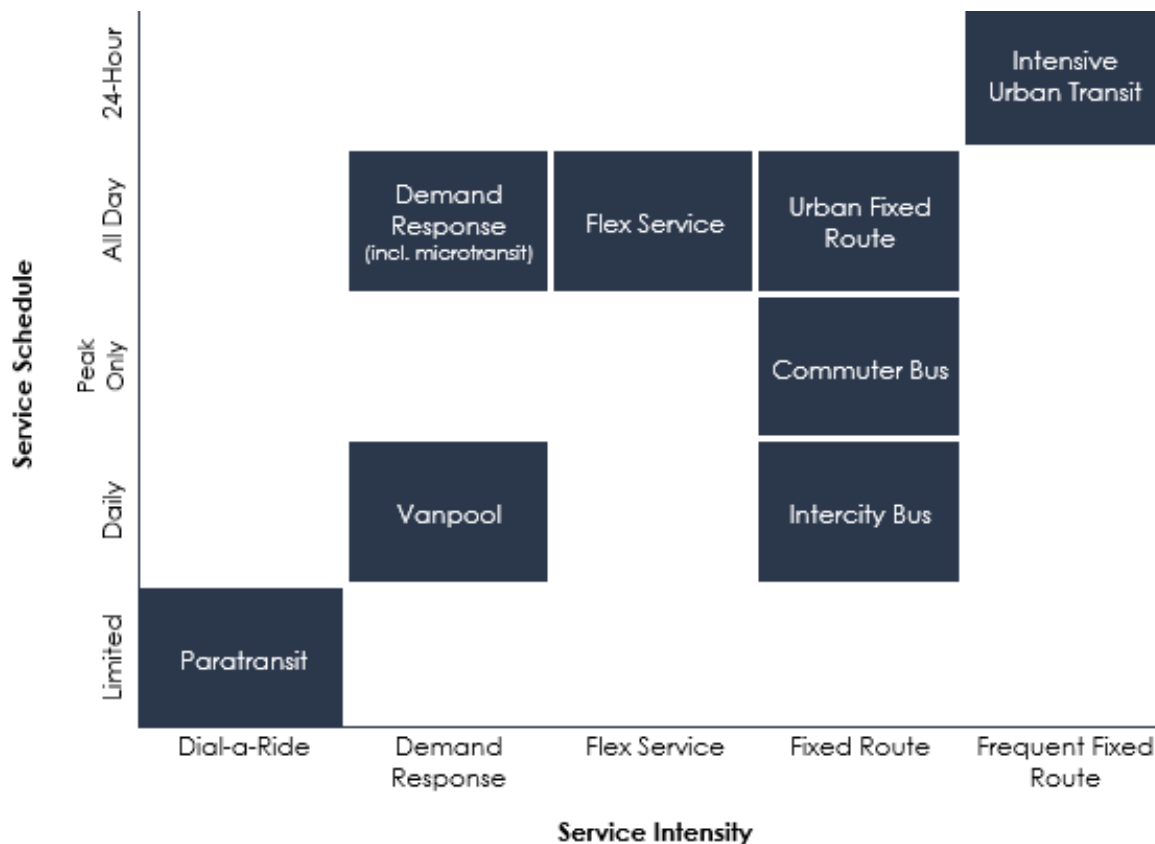 24-Hour
Intensive
Urban Transit
All Day
Demand
Response
(incl. microtransit)
Flex Service
Urban Fixed
Route
Service Schedule
Peak
Only
Commuter Bus
Daily
Vanpool
Intercity Bus
Limited
Paratransit
Dial-a-Ride
Demand
Response
Flex Service
Fixed Route
Frequent Fixed
Route
Service Intensity